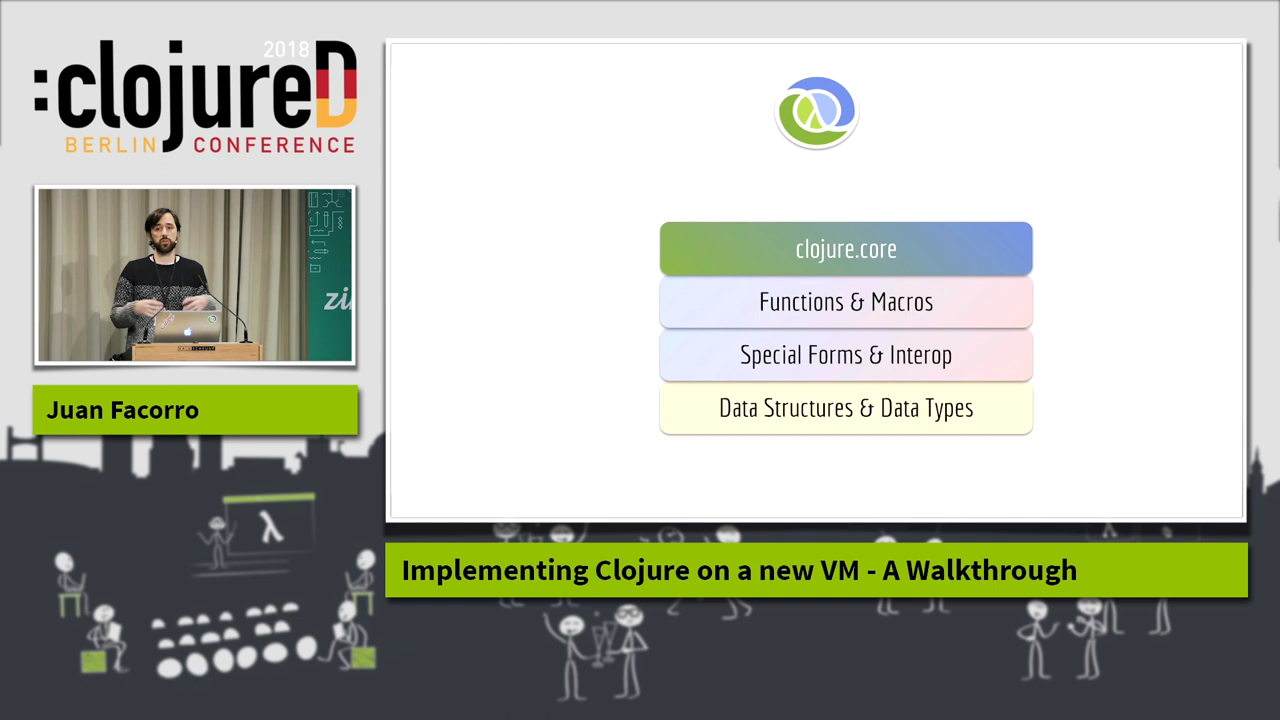 2018
:clojureD
BERLIN CONFERENCE
zi
Juan Facorro
clojure.core
Functions & Macros
Special Forms & Interop
Data Structures & Data Types
Implementing Clojure on a new VM - A Walkthrough
λ